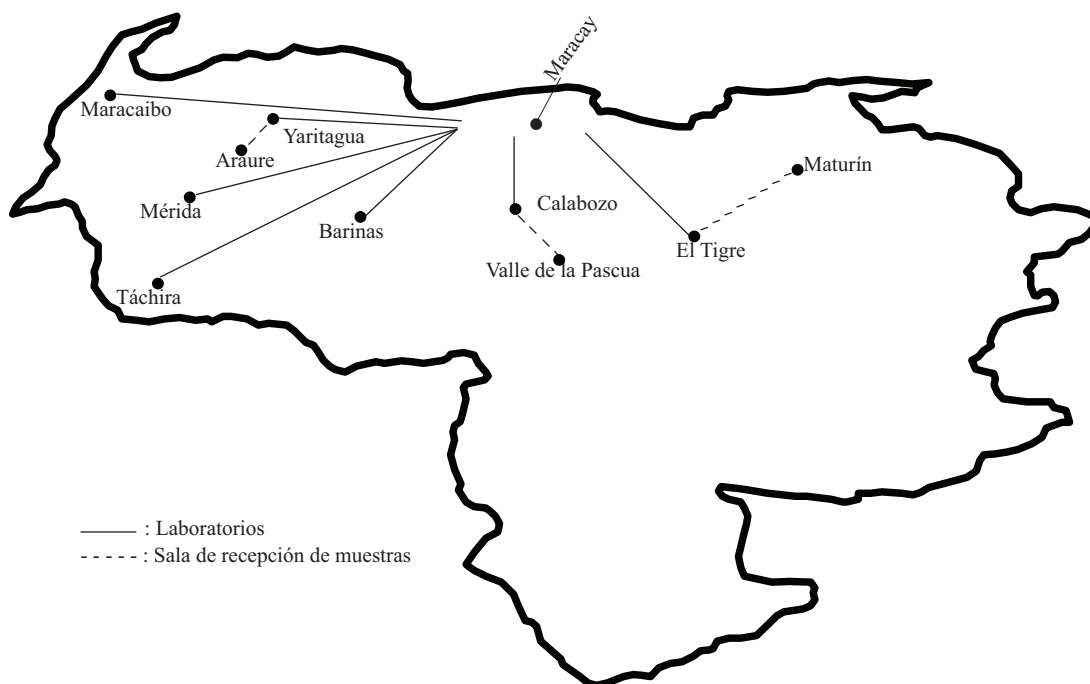 Maracay
Maracaibo
Yaritagua
Araure
Maturín
Mérida
Calabozo
Barinas
El Tigre
Valle de la Pascua
Táchira
: Laboratorios
: Sala de recepción de muestras